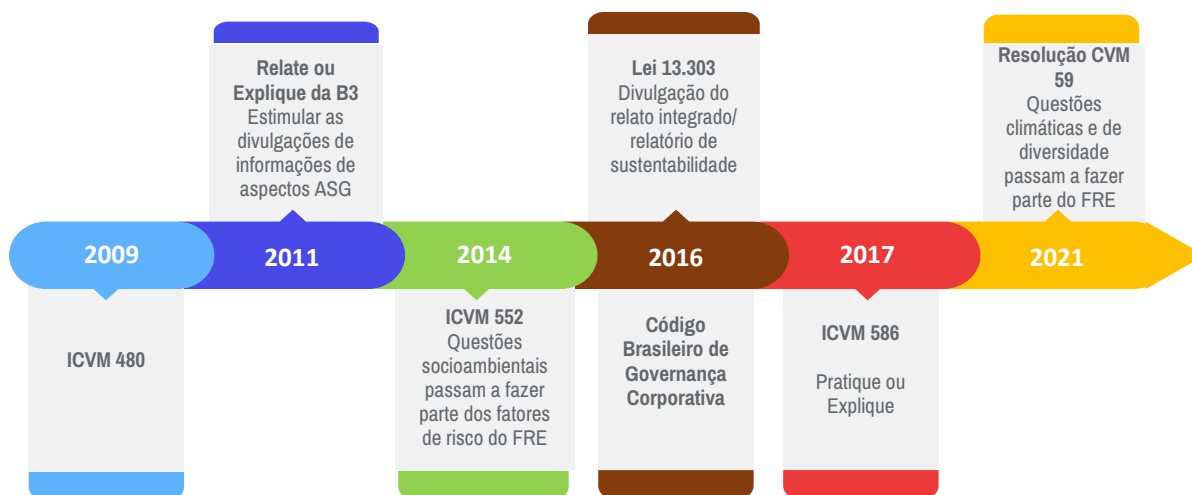 Relate ou
Explique da B3
Estimular as
divulgações de
informações de
aspectos ASG
Lei 13.303
Divulgação do
relato integrado/
relatório de
sustentabilidade
Resolução CVM
59
Questões
climáticas e de
diversidade
passam a fazer
parte do FRE
2009
2011
2014
2016
2017
2021
ICVM 480
ICVM 552
Questões
socioambientais
passam a fazer
parte dos fatores
de risco do FRE
Código
Brasileiro de
Governança
Corporativa
ICVM 586
Pratique ou
Explique